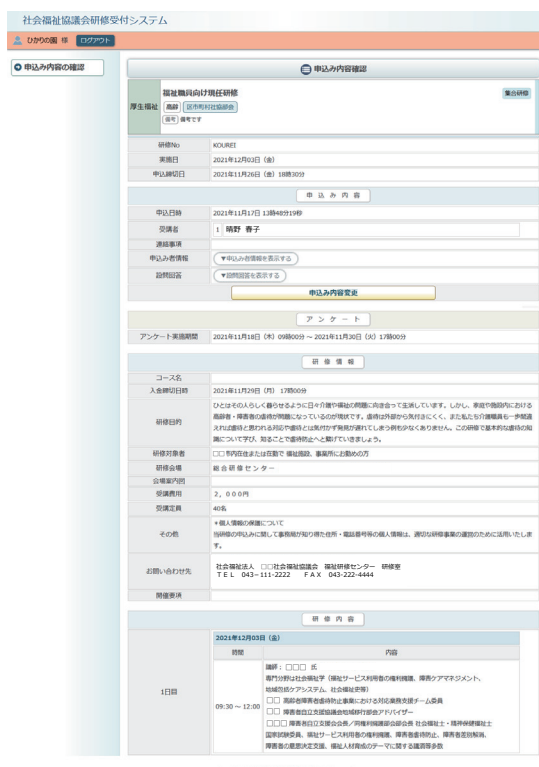 社会福祉協議会研修受付システム
ひかりの園 様 ログアウト
申込み内容の確認
申込み内容確認
厚生福祉
福祉職員向け現任研修
集合研修
高齢 区市町村社協部会
備考 備考です
研修No KOUREI
実施日 2021年12月03日（金）
申込締切日 2021年11月26日（金）18時30分
申 込 み 内 容
申込日時 2021年11月17日 13時48分19秒
受講者 1 晴野 春子
連絡事項
申込み者情報 ▼申込み者情報を表示する
設問回答 ▼設問回答を表示する
申込み内容変更
ア ン ケ ー ト
アンケート実施期間 2021年11月18日（木）09時00分 ～ 2021年11月30日（火）17時00分
研 修 情 報
コース名
入金締切日時 2021年11月29日（月）17時00分
研修目的
ひとはその人らしく暮らせるように日々介護や福祉の問題に向き合って生活しています。しかし、家庭や施設内における
高齢者・障害者の虐待が問題になっているのが現状です。虐待は外部から気付きにくく、また私たち介護職員も一歩間違
えれば虐待と思われる対応や虐待とは気付かず発見が遅れてしまう例も少なくありません。この研修で基本的な虐待の知
識について学び、知ることで虐待防止へと繋げていきましょう。
研修対象者 □□市内在住または在勤で 福祉施設、事業所にお勤めの方
研修会場 総 合 研 修 セ ン タ ー
会場案内図
受講費用 2，000円
受講定員 40名
その他
＊個人情報の保護について
当研修の申込みに関して事務局が知り得た住所・電話番号等の個人情報は、適切な研修事業の運営のために活用いたしま
す。
お問い合わせ先
社会福祉法人 □□社会福祉協議会 福祉研修センター 研修室
ＴＥＬ 043－111-2222 ＦＡＸ 043-222-4444
開催要項
研 修 内 容
2021年12月03日（金）
時間 内容
1日目
09:30 ～ 12:00
講師：□□□ 氏
専門分野は社会福祉学（福祉サービス利用者の権利擁護、障害ケアマネジメント、
地域包括ケアシステム、社会福祉史等）
□□ 高齢者障害者虐待防止事業における対応業務支援チーム委員
□□ 障害者自立支援協議会地域移行部会アドバイザー
□□□障害者自立支援会会長／同権利擁護部会部会長 社会福祉士・精神保健福祉士
国家試験委員。福祉サービス利用者の権利擁護、障害者虐待防止、障害者差別解消、
障害者の意思決定支援、福祉人材育成のテーマに関する講演等多数